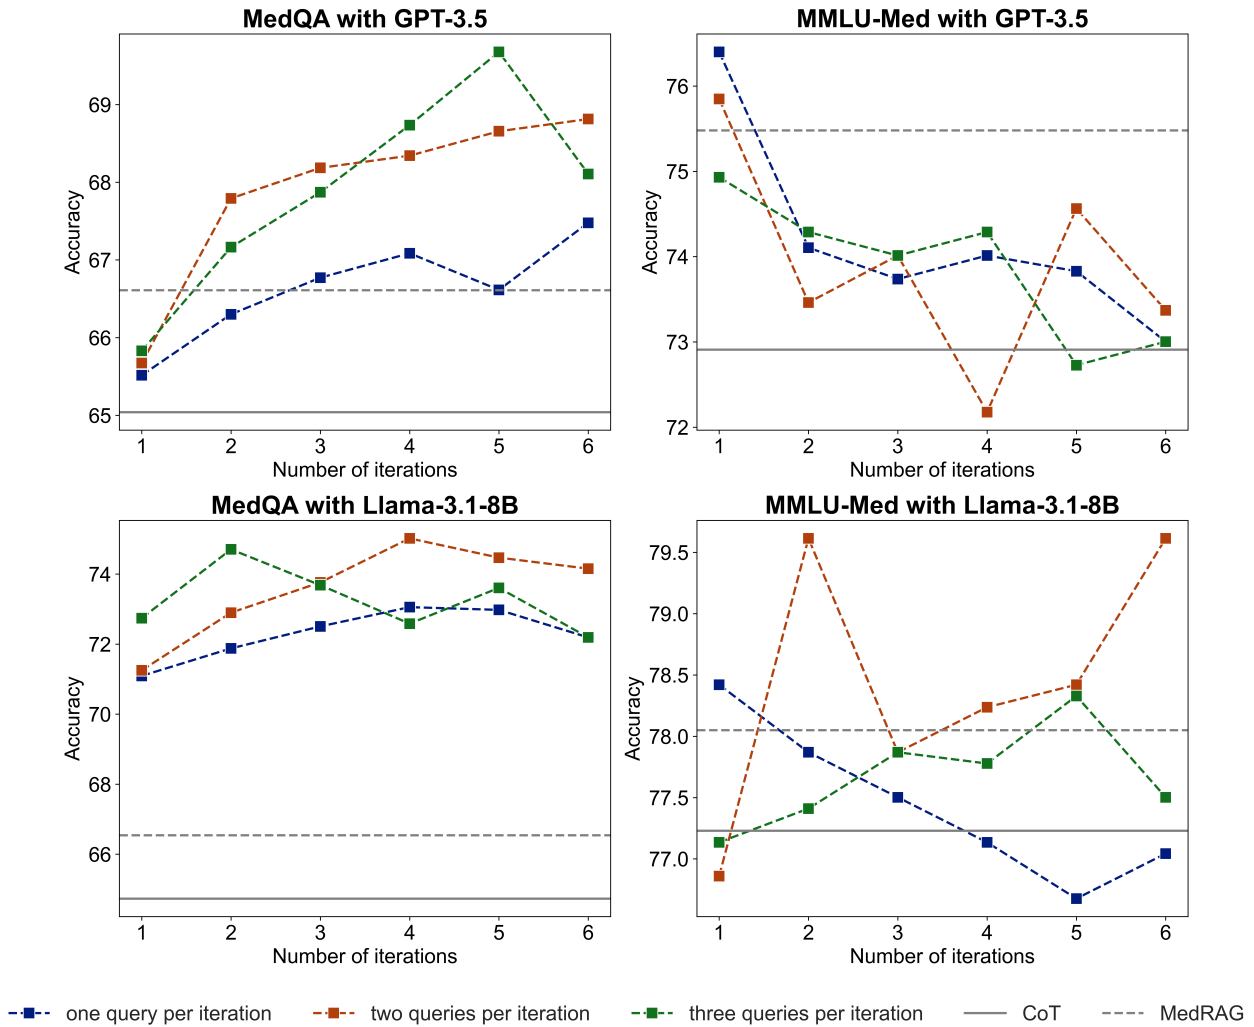 MedQA with GPT-3.5
Accuracy
69
68
67
66
65
1 2 3 4 5 6
Number of iterations
MMLU-Med with GPT-3.5
Accuracy
76
75
74
73
72
1 2 3 4 5 6
Number of iterations
MedQA with Llama-3.1-8B
Accuracy
74
72
70
68
66
1 2 3 4 5 6
Number of iterations
MMLU-Med with Llama-3.1-8B
Accuracy
79.5
79.0
78.5
78.0
77.5
77.0
1 2 3 4 5 6
Number of iterations
one query per iteration two queries per iteration three queries per iteration CoT MedRAG